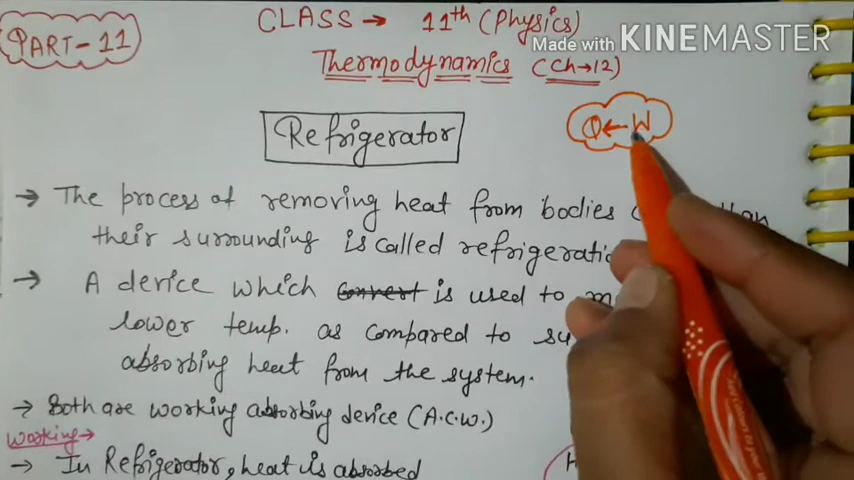 PART-11
CLASS → 11th (Physics)
Made with KINEMASTER
Thermodynamics (Ch→12)
Refrigerator
Q←W
→ The process of removing heat from bodies
their surrounding is called
→ A device which convert is used to
lower temp. as compared to
absorbing heat from the system.
→ Both are working absorbing device (A.C.W.)
Working→
→ In Refrigerator, heat is absorbed